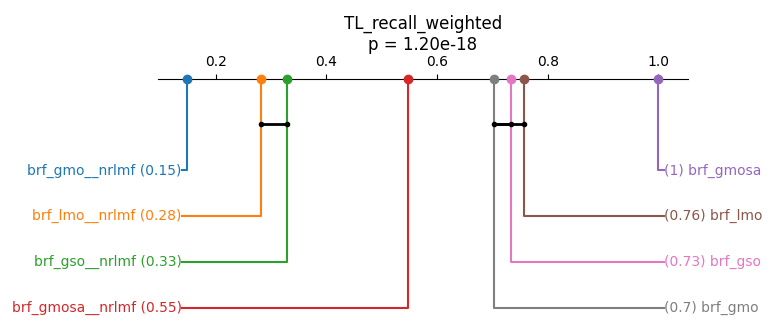 TL_recall_weighted
p = 1.20e-18
0.2 0.4 0.6 0.8 1.0
brf_gmo__nrlmf (0.15) (1) brf_gmosa
brf_lmo__nrlmf (0.28) (0.76) brf_lmo
brf_gso__nrlmf (0.33) (0.73) brf_gso
brf_gmosa__nrlmf (0.55) (0.7) brf_gmo